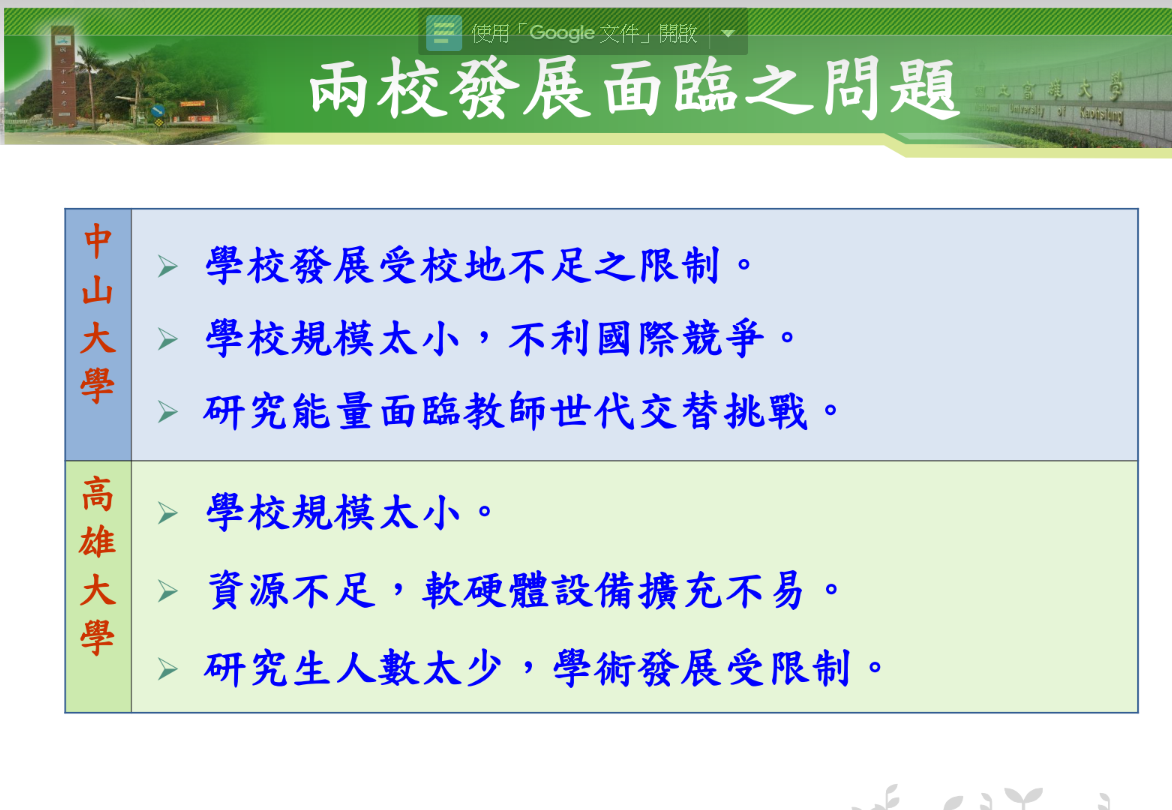 使用「Google 文件」開啟
兩校發展面臨之問題
中山大學
學校發展受校地不足之限制。
學校規模太小，不利國際競爭。
研究能量面臨教師世代交替挑戰。
高雄大學
學校規模太小。
資源不足，軟硬體設備擴充不易。
研究生人數太少，學術發展受限制。